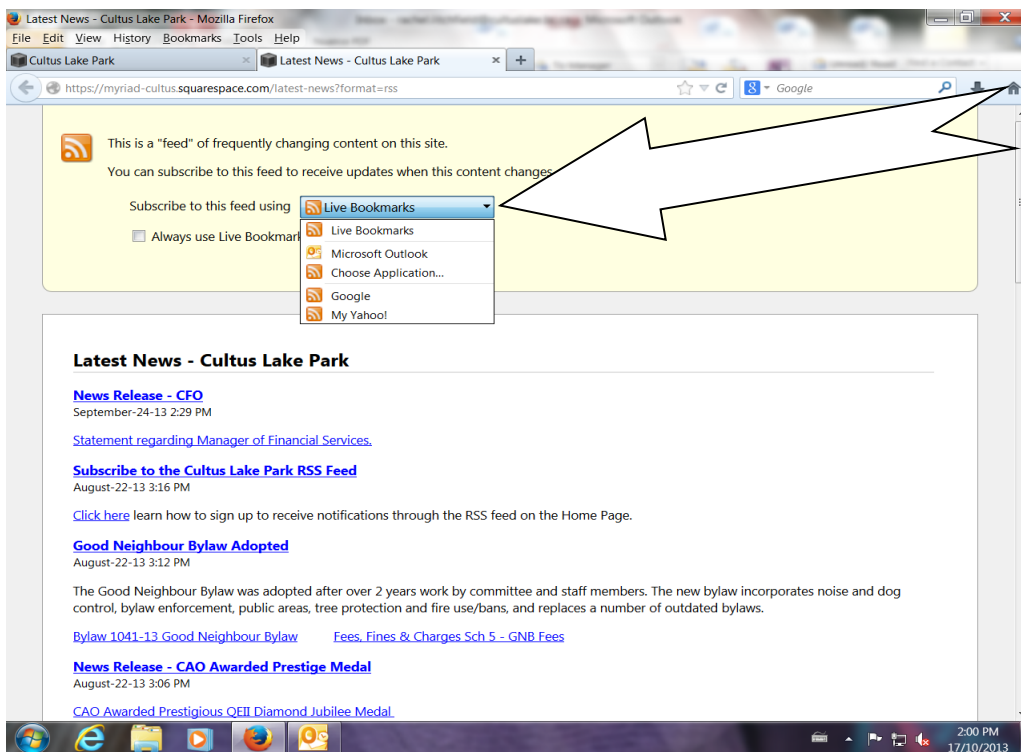 Latest News - Cultus Lake Park - Mozilla Firefox
File Edit View History Bookmarks Tools Help
Cultus Lake Park
Latest News - Cultus Lake Park
https://myriad-cultus.squarespace.com/latest-news?format=rss
Google
This is a "feed" of frequently changing content on this site.
You can subscribe to this feed to receive updates when this content changes
Subscribe to this feed using Live Bookmarks
Always use Live
Live Bookmarks
Microsoft Outlook
Choose Application...
Google
My Yahoo!
Latest News - Cultus Lake Park
News Release - CFO
September-24-13 2:29 PM
Statement regarding Manager of Financial Services.
Subscribe to the Cultus Lake Park RSS Feed
August-22-13 3:16 PM
Click here learn how to sign up to receive notifications through the RSS feed on the Home Page.
Good Neighbour Bylaw Adopted
August-22-13 3:12 PM
The Good Neighbour Bylaw was adopted after over 2 years work by committee and staff members. The new bylaw incorporates noise and dog
control, bylaw enforcement, public areas, tree protection and fire use/bans, and replaces a number of outdated bylaws.
Bylaw 1041-13 Good Neighbour Bylaw Fees, Fines & Charges Sch 5 - GNB Fees
News Release - CAO Awarded Prestige Medal
August-22-13 3:06 PM
CAO Awarded Prestigious QEII Diamond Jubilee Medal
2:00 PM
17/10/2013